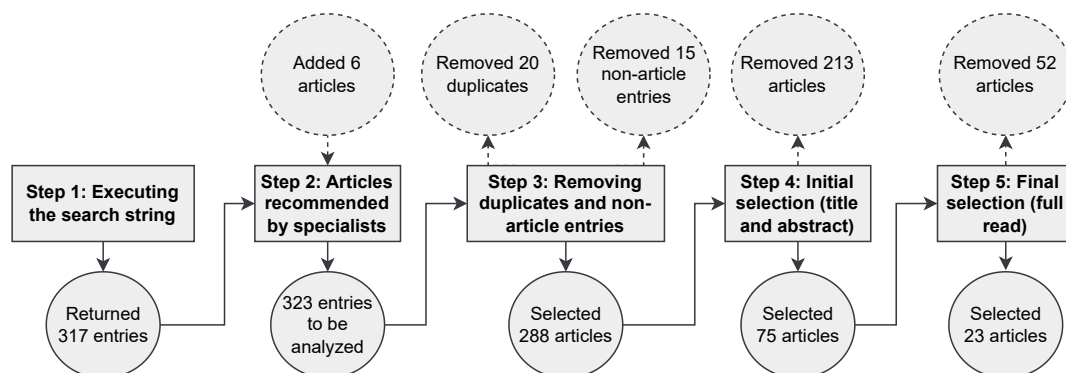 Added 6
articles
Removed 20
duplicates
Removed 15
non-article
entries
Removed 213
articles
Removed 52
articles
Step 1: Executing
the search string
Step 2: Articles
recommended
by specialists
Step 3: Removing
duplicates and non-
article entries
Step 4: Initial
selection (title
and abstract)
Step 5: Final
selection (full
read)
Returned
317 entries
323 entries
to be
analyzed
Selected
288 articles
Selected
75 articles
Selected
23 articles